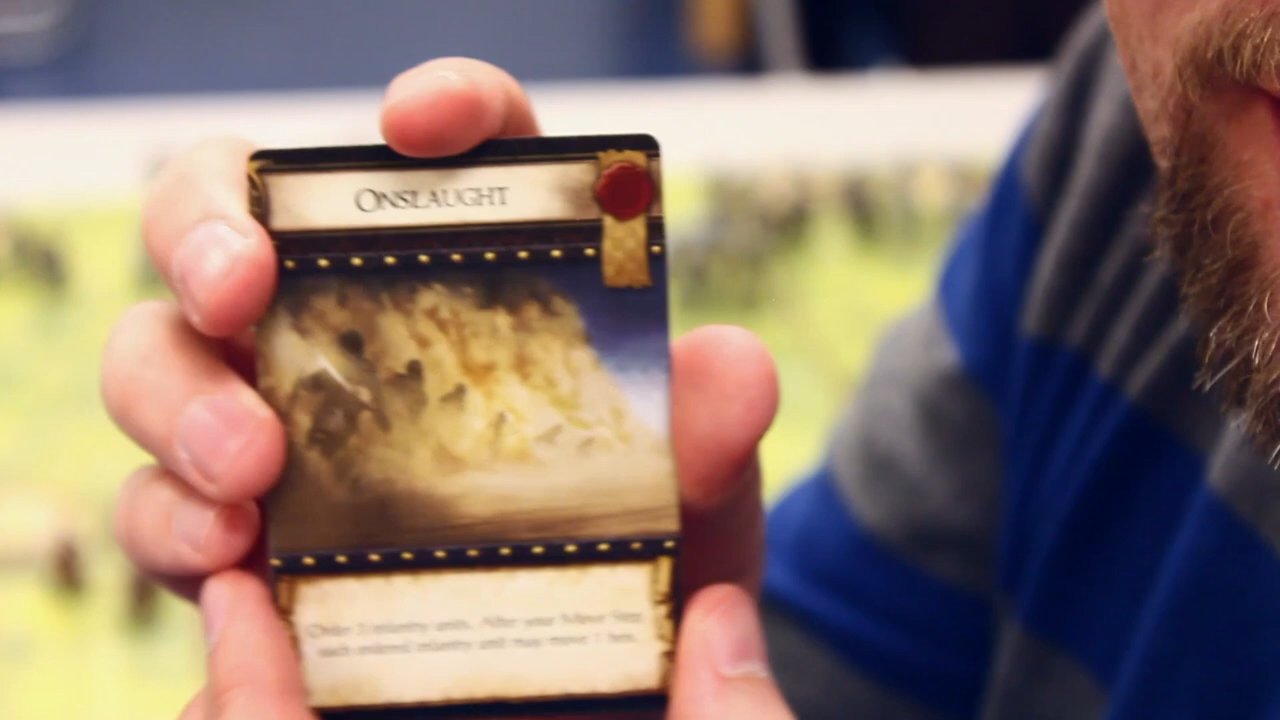 ONSLAUGHT
Order 3 infantry units. After your Move Step,
each ordered infantry unit may move 1 hex.